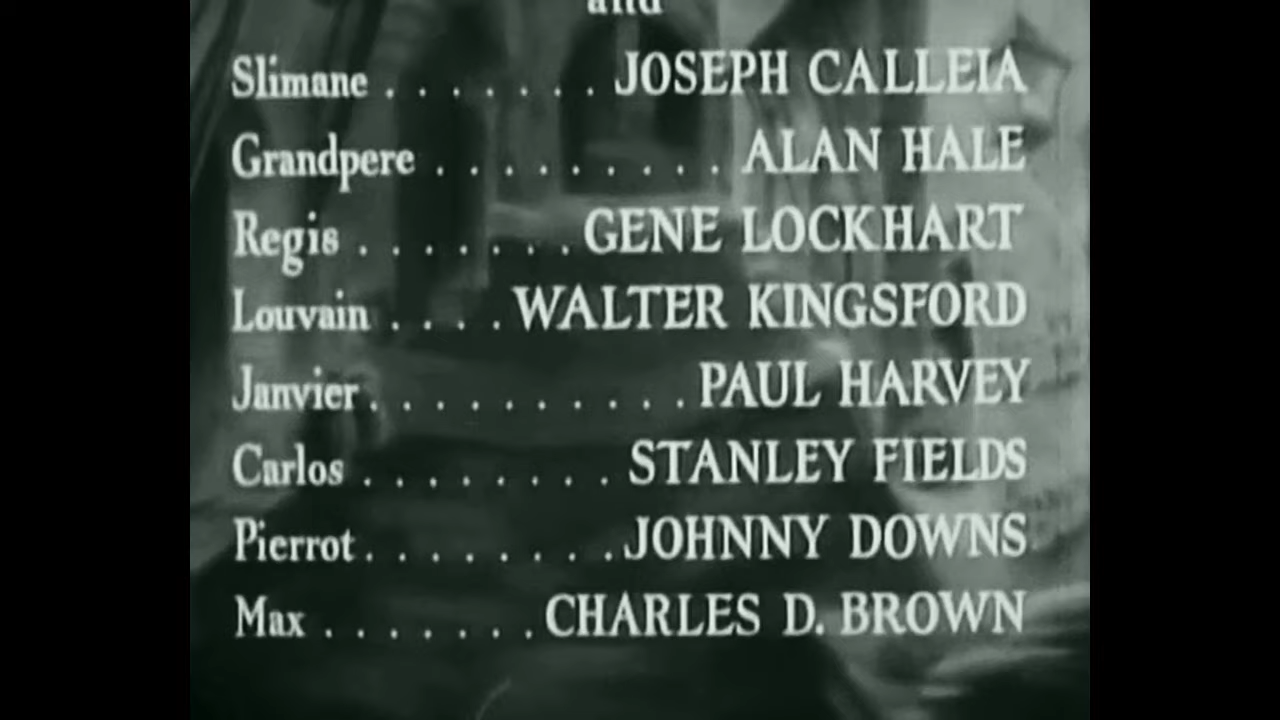 and
Slimane . . . . . . . JOSEPH CALLEIA
Grandpere . . . . . . . . . ALAN HALE
Regis . . . . . . . GENE LOCKHART
Louvain . . . . WALTER KINGSFORD
Janvier . . . . . . . . . . PAUL HARVEY
Carlos . . . . . . . . STANLEY FIELDS
Pierrot . . . . . . . . . JOHNNY DOWNS
Max . . . . . . . CHARLES D. BROWN